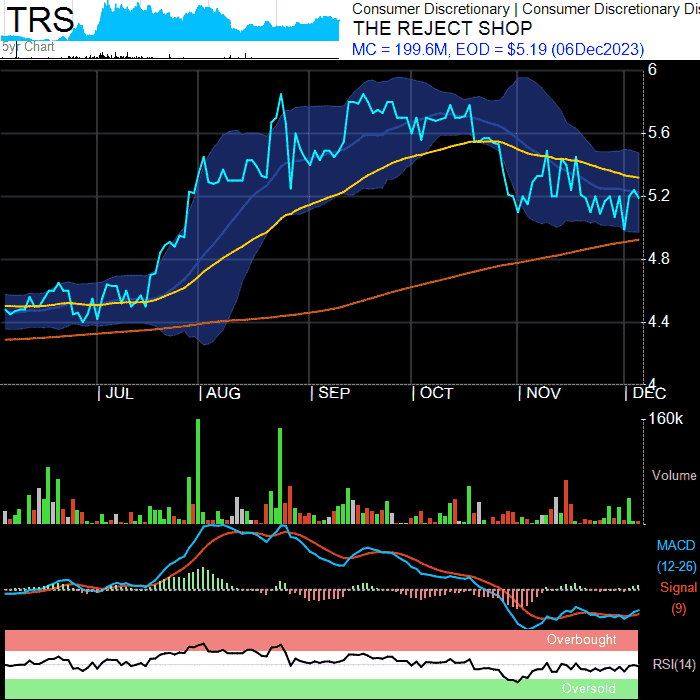 TRS
5yr Chart
Consumer Discretionary | Consumer Discretionary Dis
THE REJECT SHOP
MC = 199.6M, EOD = $5.19 (06Dec2023)
6
5.6
5.2
4.8
4.4
4
JUL
AUG
SEP
OCT
NOV
DEC
160k
Volume
MACD
(12-26)
Signal
(9)
Overbought
RSI(14)
Oversold